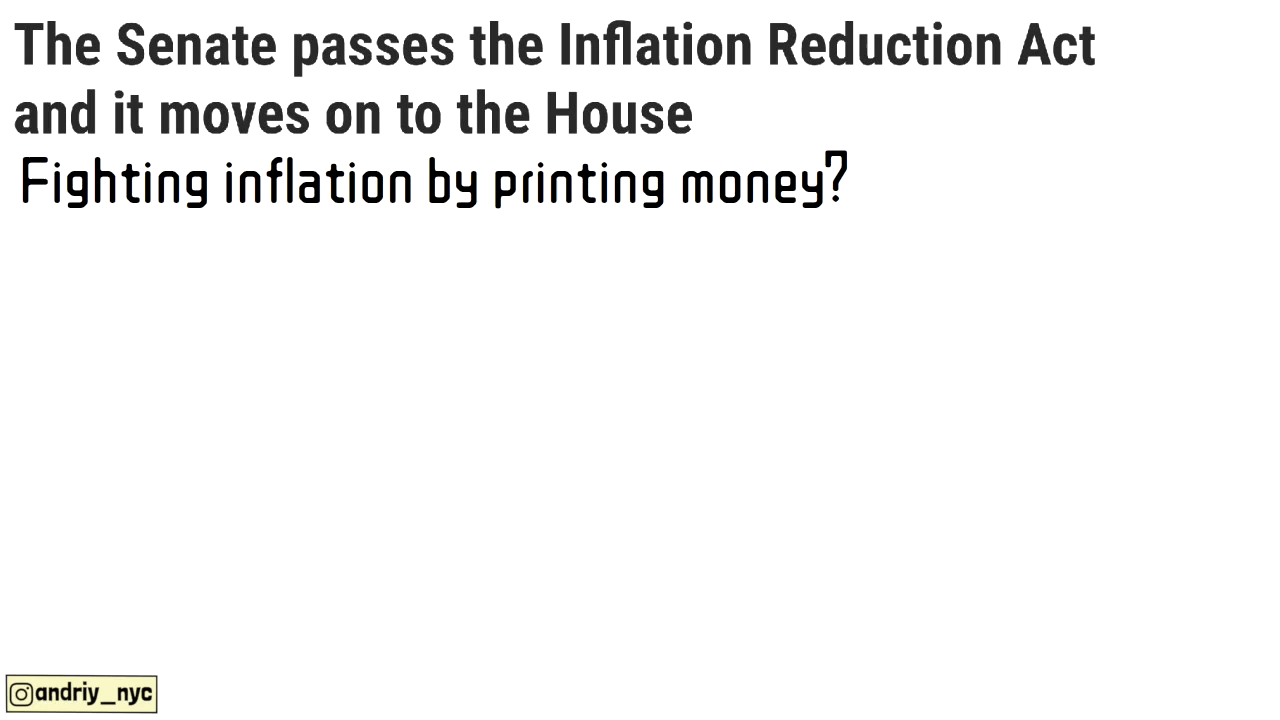 The Senate passes the Inflation Reduction Act
and it moves on to the House
Fighting inflation by printing money?
@andriy_nyc